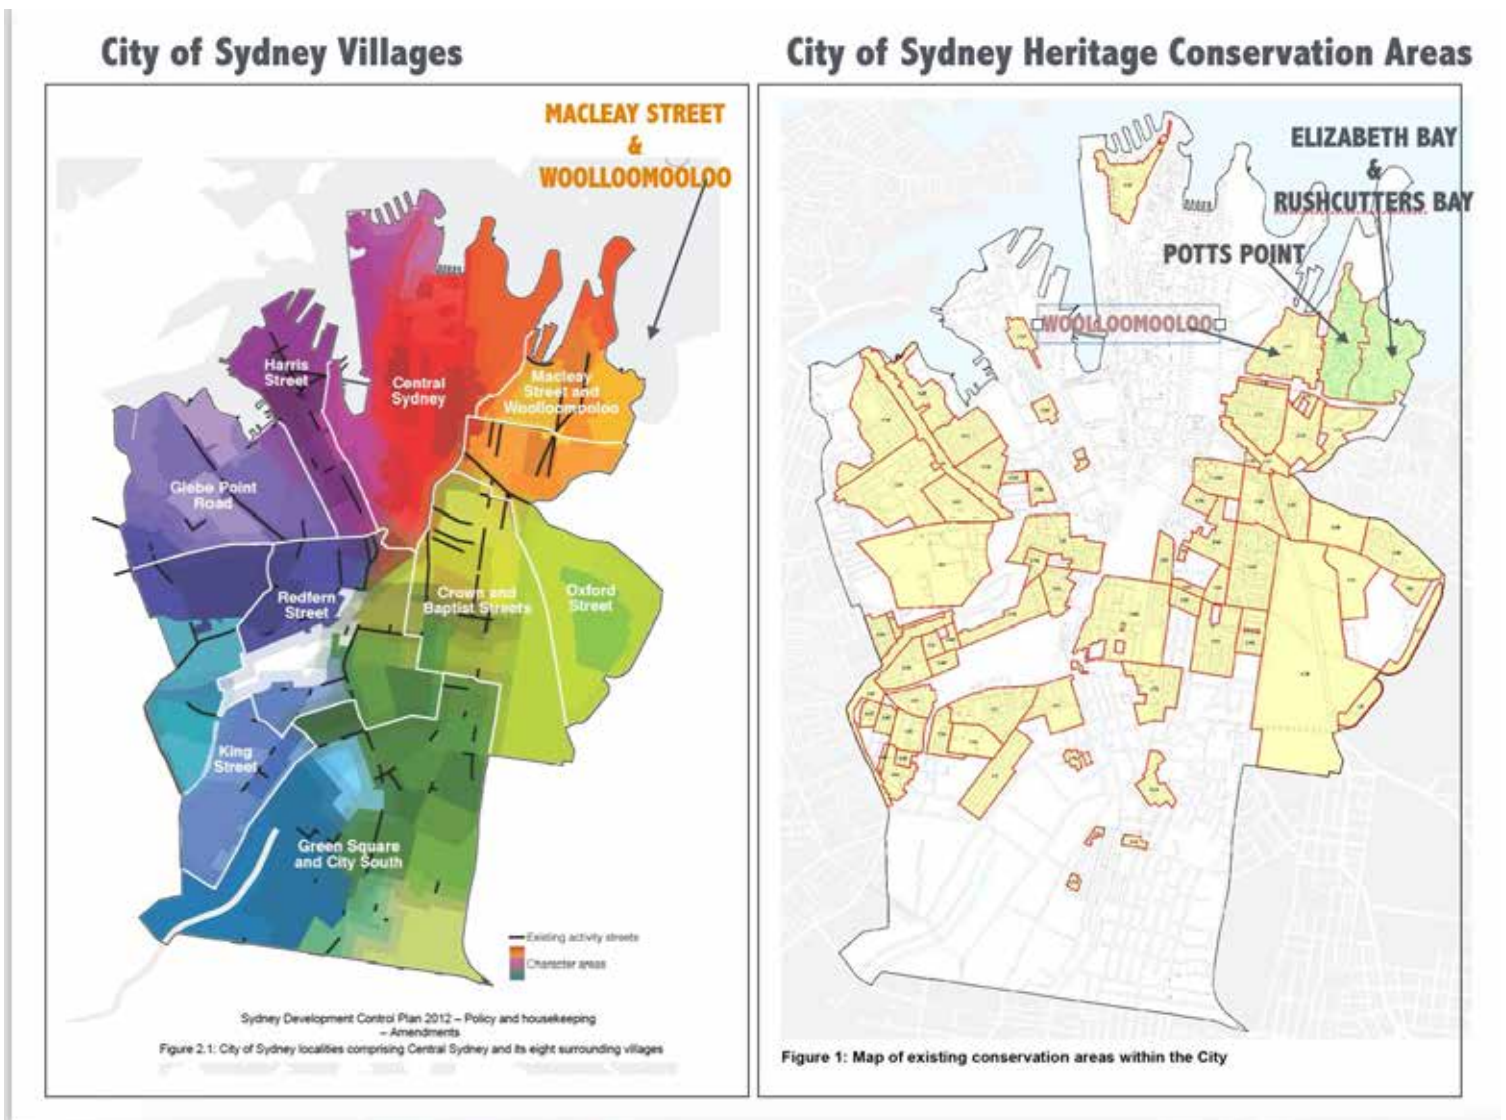 City of Sydney Villages
MACLEAY STREET
&
WOOLLOOMOOLOO
Harris
Street
Central
Sydney
Macleay
Street and
Woolloomooloo
Glebe Point
Road
Redfern
Street
Crown and
Baptist Streets
Oxford
Street
King
Street
Green Square
and City South
Existing activity streets
Character areas
Sydney Development Control Plan 2012 – Policy and housekeeping
– Amendments
Figure 2.1: City of Sydney localities comprising Central Sydney and its eight surrounding villages
City of Sydney Heritage Conservation Areas
ELIZABETH BAY
&
RUSHCUTTERS BAY
POTTS POINT
WOOLLOOMOOLOO
Figure 1: Map of existing conservation areas within the City